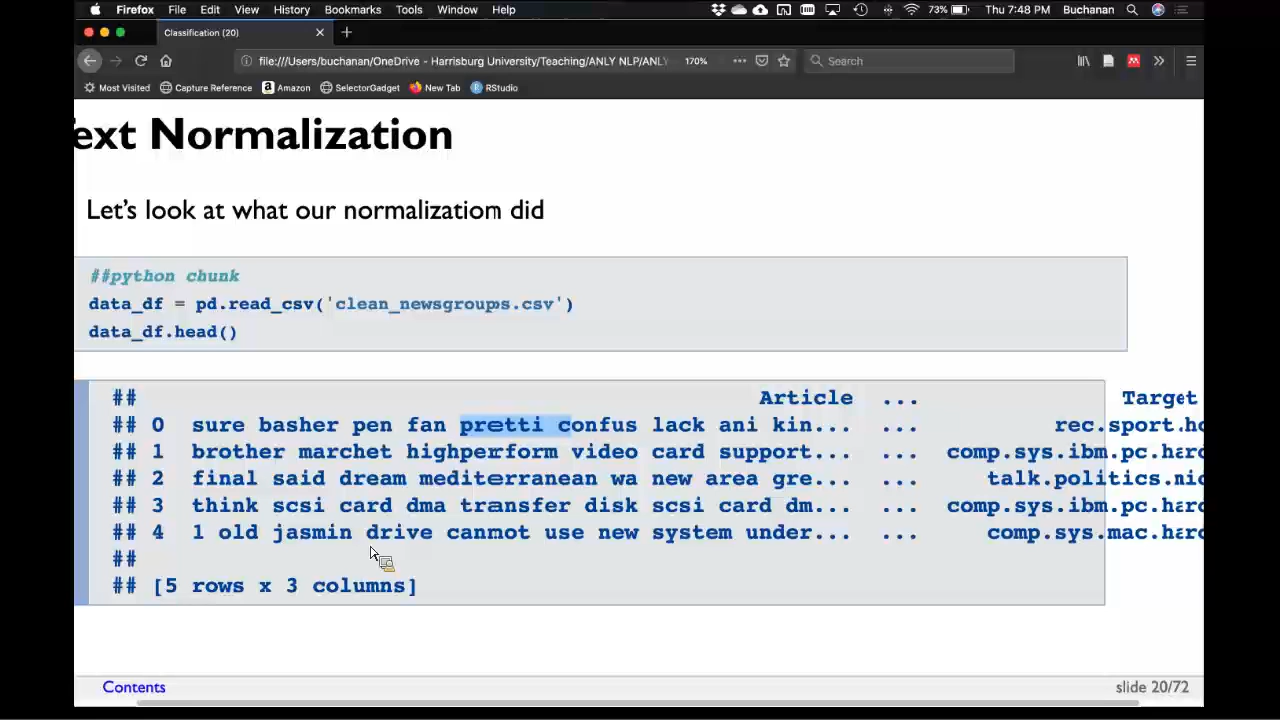 Firefox File Edit View History Bookmarks Tools Window Help 73% Thu 7:48 PM Buchanan
Classification (20)
file:///Users/buchanan/OneDrive - Harrisburg University/Teaching/ANLY NLP/ANLY 170% Search
Most Visited Capture Reference Amazon SelectorGadget New Tab RStudio
ext Normalization
Let's look at what our normalization did
##python chunk
data_df = pd.read_csv('clean_newsgroups.csv')
data_df.head()
## Article ... Target
## 0 sure basher pen fan pretti confus lack ani kin... ... rec.sport.ho
## 1 brother marchet highperform video card support... ... comp.sys.ibm.pc.hard
## 2 final said dream mediterranean wa new area gre... ... talk.politics.mid
## 3 think scsi card dma transfer disk scsi card dm... ... comp.sys.ibm.pc.hard
## 4 1 old jasmin drive cannot use new system under... ... comp.sys.mac.hard
##
## [5 rows x 3 columns]
Contents
slide 20/72